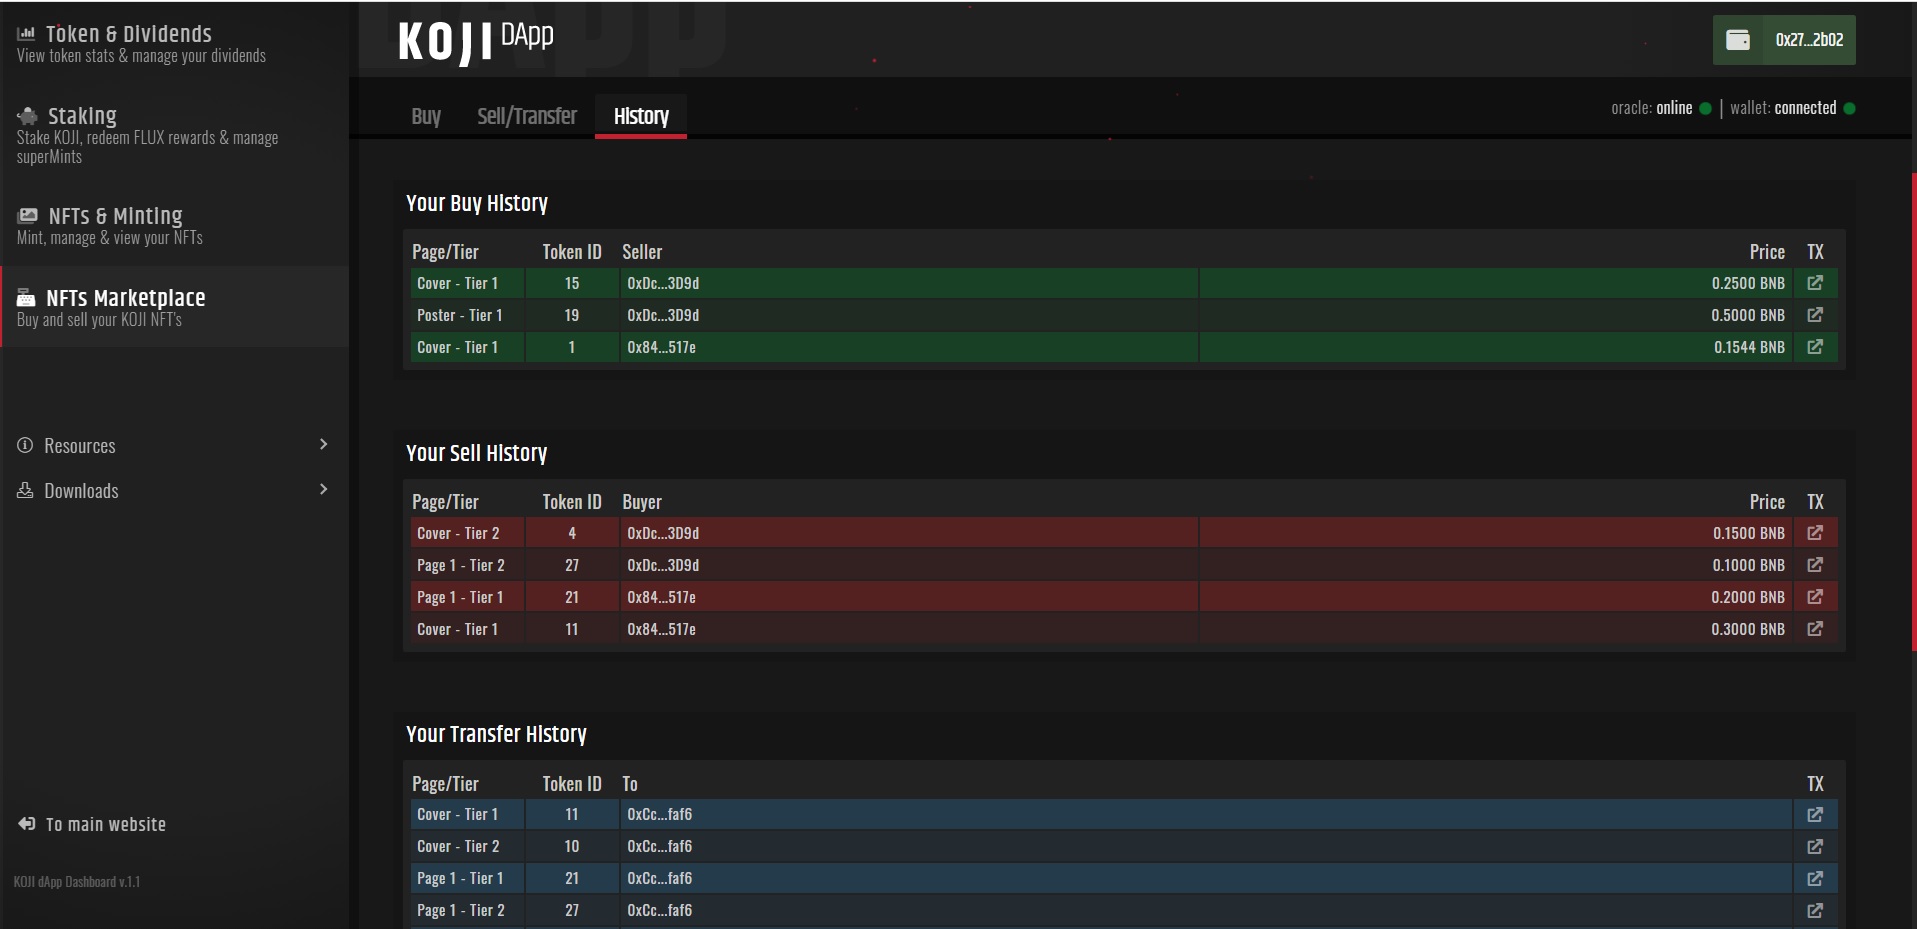 Token & Dividends
View token stats & manage your dividends
Staking
Stake KOJI, redeem FLUX rewards & manage
superMints
NFTs & Minting
Mint, manage & view your NFTs
NFTs Marketplace
Buy and sell your KOJI NFT's
Resources
Downloads
To main website
KOJI dApp Dashboard v.1.1
DApp
KOJI DApp
0x27...2b02
Buy Sell/Transfer History
oracle: online | wallet: connected
Your Buy History
Page/Tier Token ID Seller Price TX
Cover - Tier 1 15 0xDc...3D9d 0.2500 BNB
Poster - Tier 1 19 0xDc...3D9d 0.5000 BNB
Cover - Tier 1 1 0x84...517e 0.1544 BNB
Your Sell History
Page/Tier Token ID Buyer Price TX
Cover - Tier 2 4 0xDc...3D9d 0.1500 BNB
Page 1 - Tier 2 27 0xDc...3D9d 0.1000 BNB
Page 1 - Tier 1 21 0x84...517e 0.2000 BNB
Cover - Tier 1 11 0x84...517e 0.3000 BNB
Your Transfer History
Page/Tier Token ID To TX
Cover - Tier 1 11 0xCc...faf6
Cover - Tier 2 10 0xCc...faf6
Page 1 - Tier 1 21 0xCc...faf6
Page 1 - Tier 2 27 0xCc...faf6